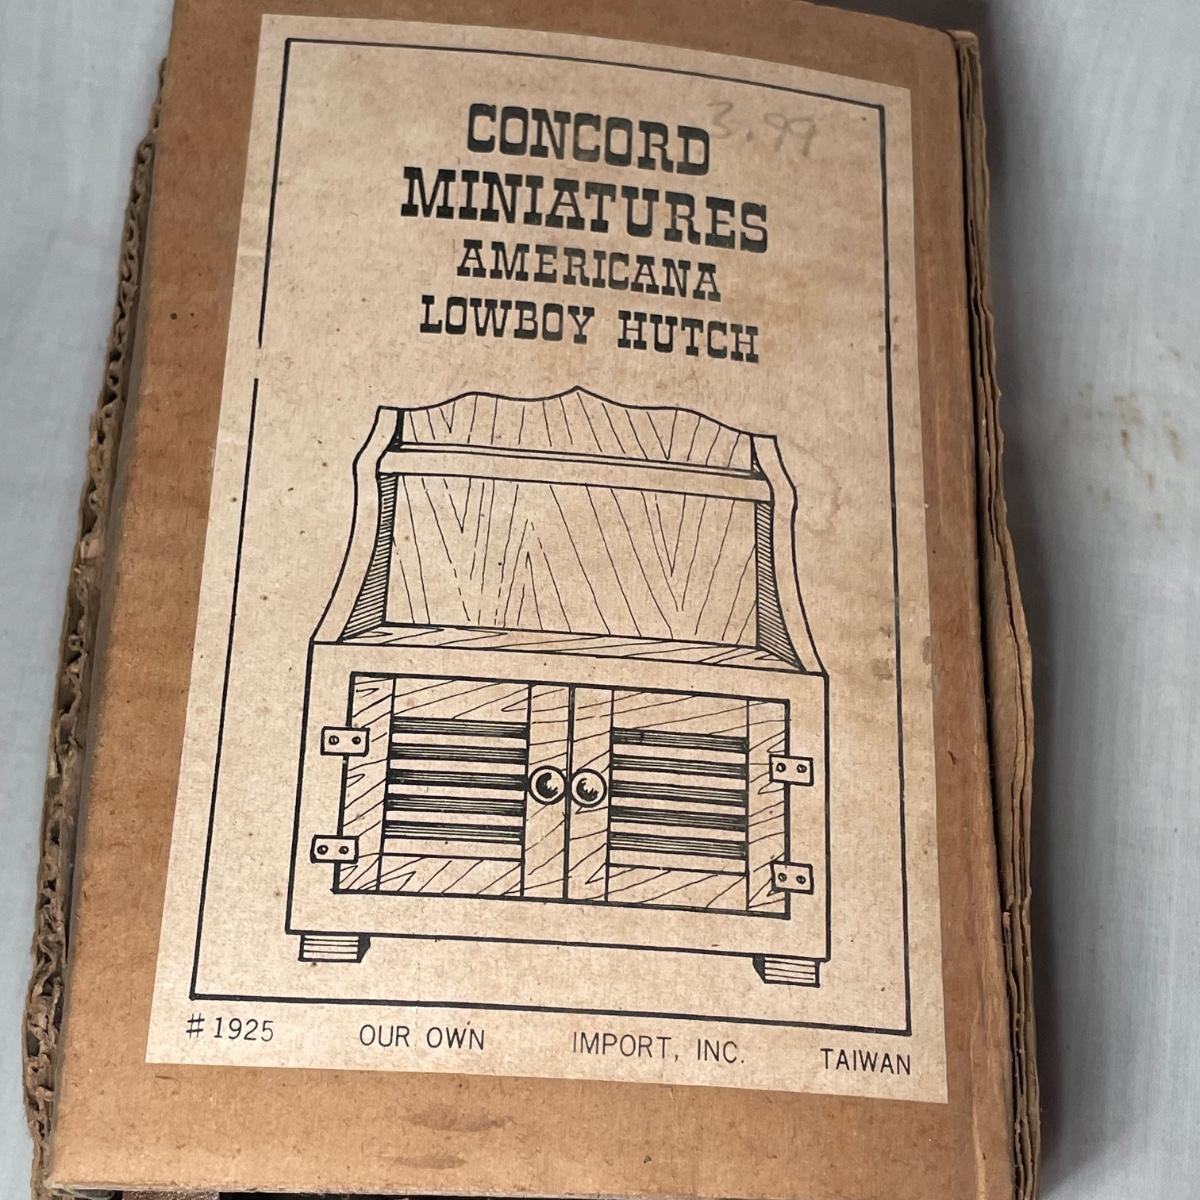 3.99
CONCORD
MINIATURES
AMERICANA
LOWBOY HUTCH
#1925 OUR OWN IMPORT, INC. TAIWAN